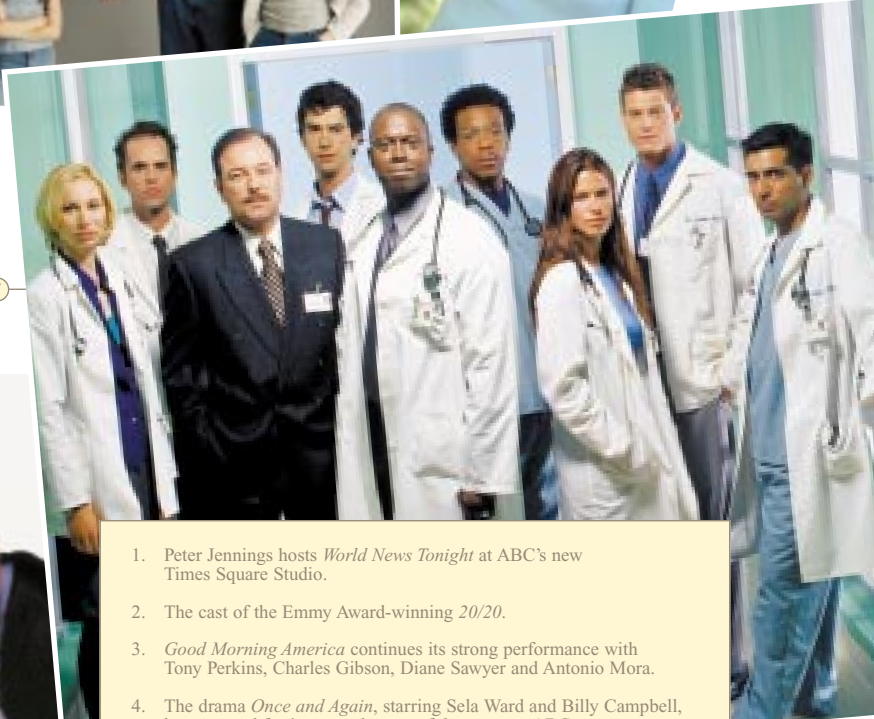 1. Peter Jennings hosts World News Tonight at ABC’s new
Times Square Studio.
2. The cast of the Emmy Award-winning 20/20.
3. Good Morning America continues its strong performance with
Tony Perkins, Charles Gibson, Diane Sawyer and Antonio Mora.
4. The drama Once and Again, starring Sela Ward and Billy Campbell,